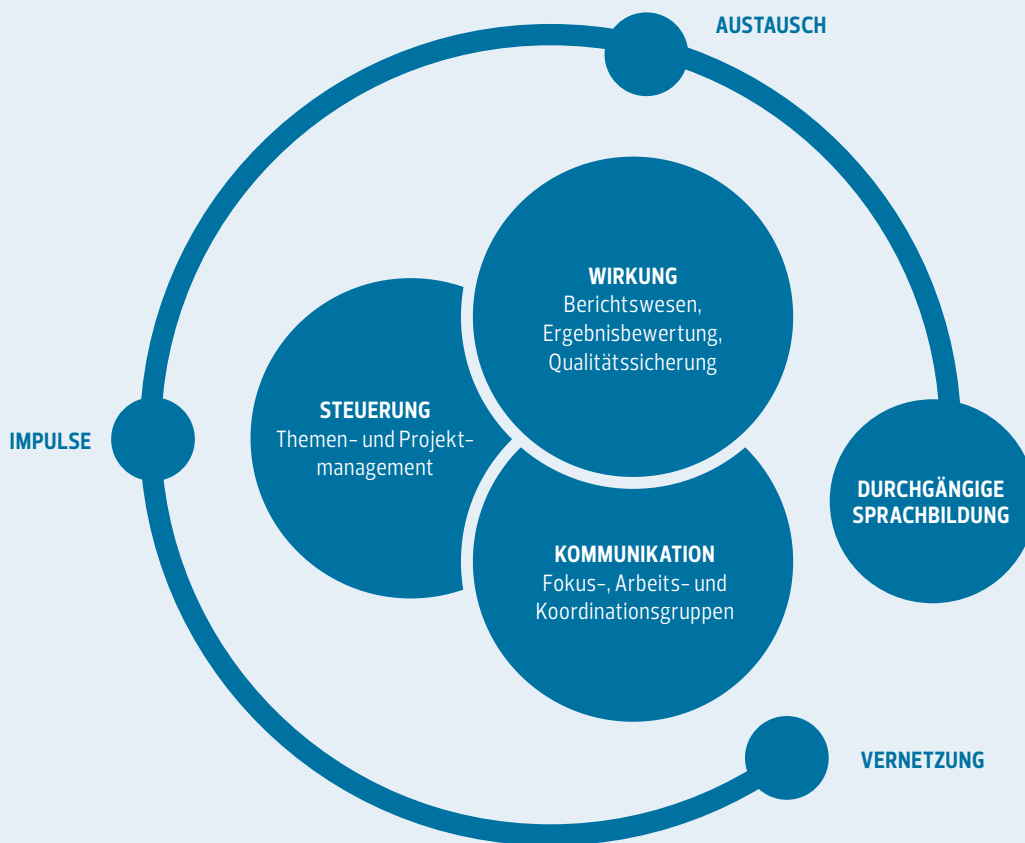 AUSTAUSCH
WIRKUNG
Berichtswesen,
Ergebnisbewertung,
Qualitätssicherung
STEUERUNG
Themen- und Projekt-
management
IMPULSE
DURCHGÄNGIGE
SPRACHBILDUNG
KOMMUNIKATION
Fokus-, Arbeits- und
Koordinationsgruppen
VERNETZUNG